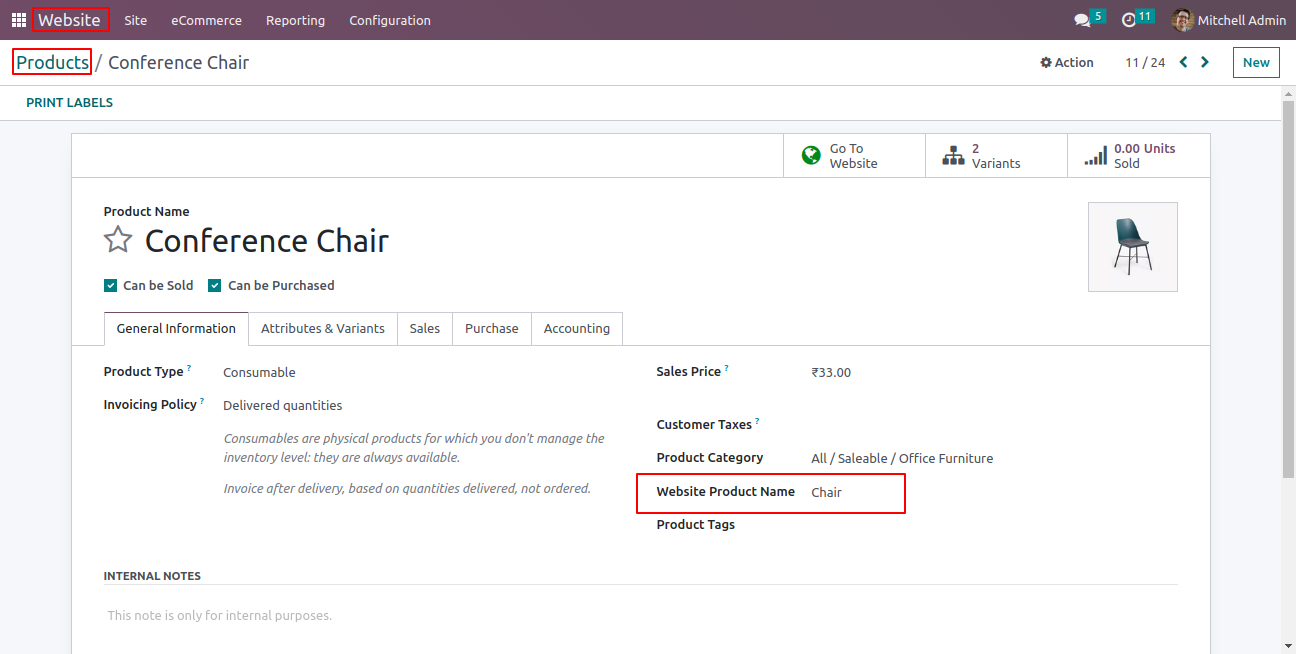 Website Site eCommerce Reporting Configuration 5 11 Mitchell Admin
Products / Conference Chair Action 11 / 24 New
PRINT LABELS
Go To
Website
2
Variants
0.00 Units
Sold
Product Name
Conference Chair
Can be Sold Can be Purchased
General Information Attributes & Variants Sales Purchase Accounting
Product Type ? Consumable
Invoicing Policy ? Delivered quantities
Consumables are physical products for which you don't manage the
inventory level: they are always available.
Invoice after delivery, based on quantities delivered, not ordered.
Sales Price ? ₹33.00
Customer Taxes ?
Product Category All / Saleable / Office Furniture
Website Product Name Chair
Product Tags
INTERNAL NOTES
This note is only for internal purposes.